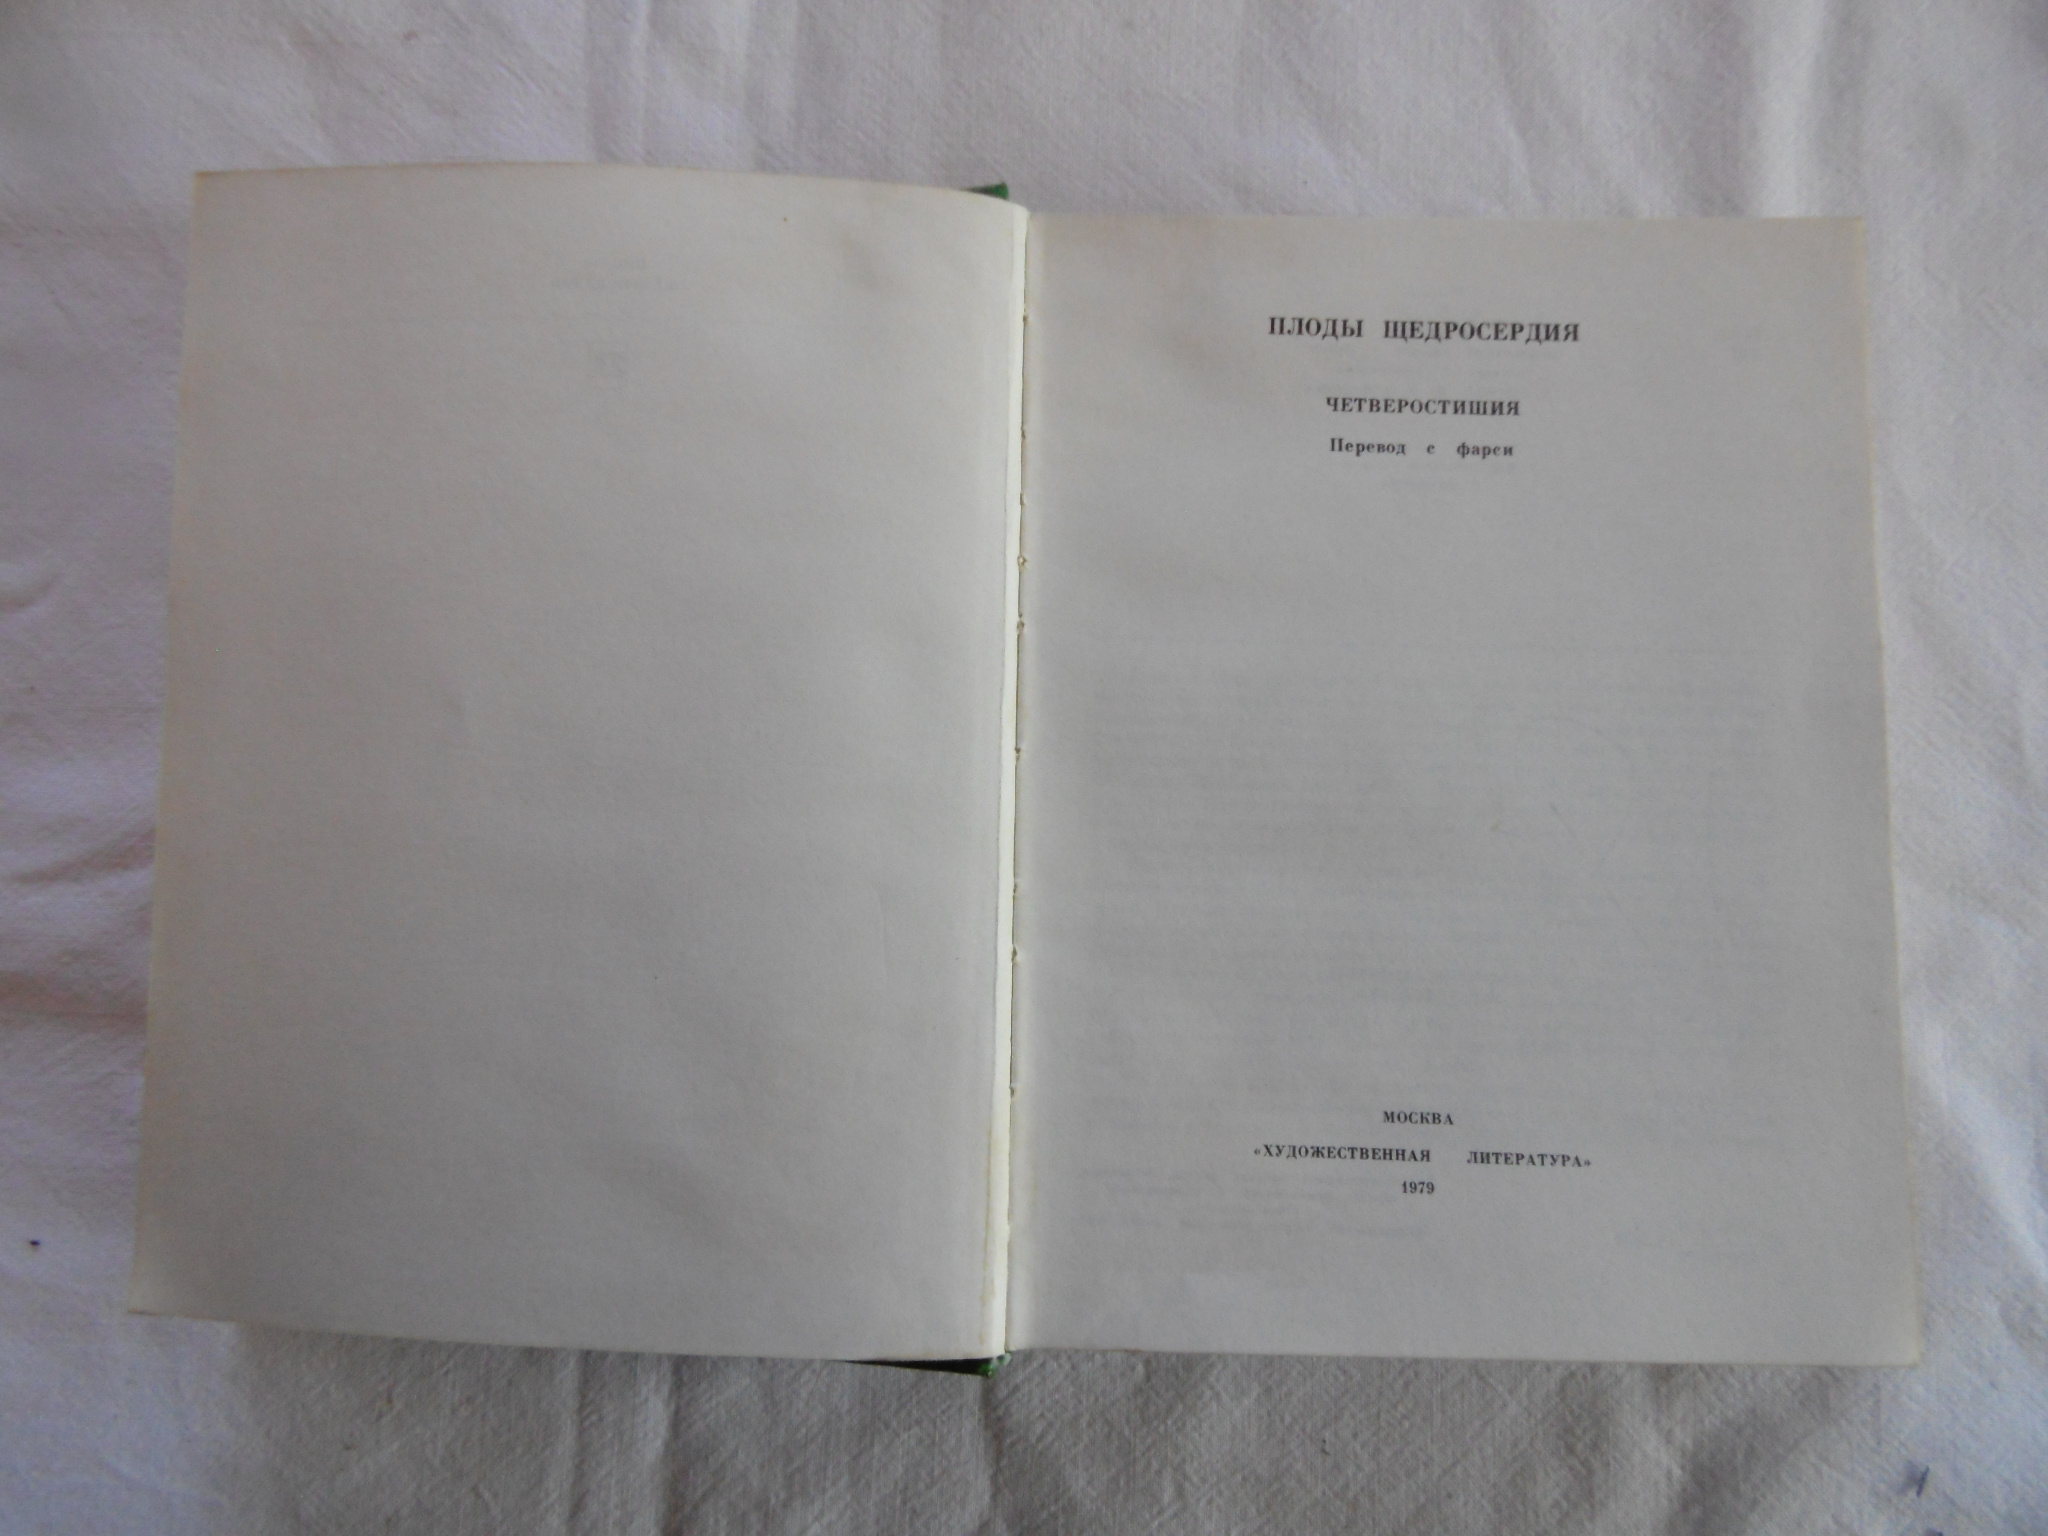 ПЛОДЫ ЩЕДРОСЕРДИЯ
ЧЕТВЕРОСТИШИЯ
Перевод с фарси
МОСКВА
«ХУДОЖЕСТВЕННАЯ ЛИТЕРАТУРА»
1979